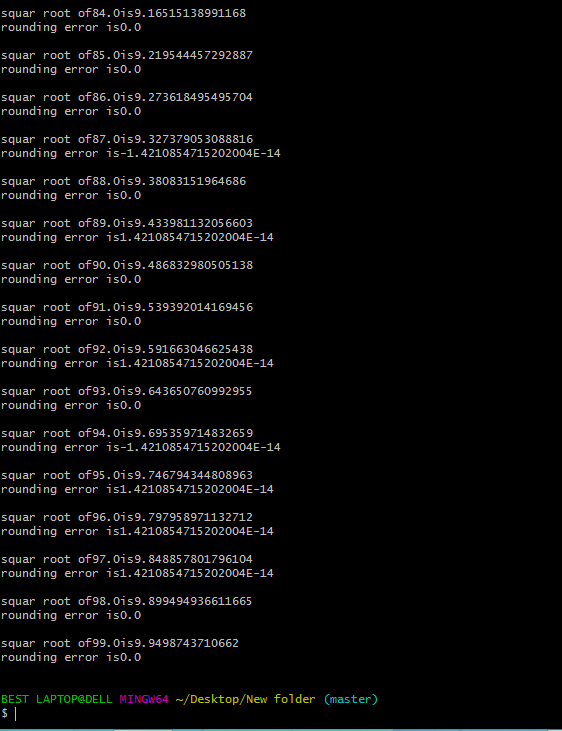 squar root of84.0is9.16515138991168
rounding error is0.0
squar root of85.0is9.219544457292887
rounding error is0.0
squar root of86.0is9.273618495495704
rounding error is0.0
squar root of87.0is9.327379053088816
rounding error is-1.4210854715202004E-14
squar root of88.0is9.38083151964686
rounding error is0.0
squar root of89.0is9.433981132056603
rounding error is1.4210854715202004E-14
squar root of90.0is9.486832980505138
rounding error is0.0
squar root of91.0is9.539392014169456
rounding error is0.0
squar root of92.0is9.591663046625438
rounding error is1.4210854715202004E-14
squar root of93.0is9.643650760992955
rounding error is0.0
squar root of94.0is9.695359714832659
rounding error is-1.4210854715202004E-14
squar root of95.0is9.746794344808963
rounding error is1.4210854715202004E-14
squar root of96.0is9.797958971132712
rounding error is1.4210854715202004E-14
squar root of97.0is9.848857801796104
rounding error is1.4210854715202004E-14
squar root of98.0is9.899494936611665
rounding error is0.0
squar root of99.0is9.9498743710662
rounding error is0.0
BEST LAPTOP@DELL MINGW64 ~/Desktop/New folder (master)
$